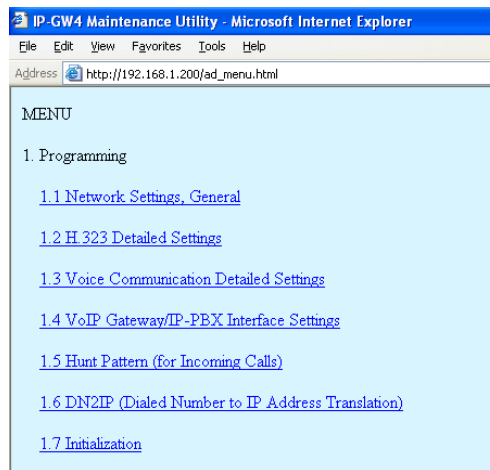 IP-GW4 Maintenance Utility - Microsoft Internet Explorer
File Edit View Favorites Tools Help
Address http://192.168.1.200/ad_menu.html
MENU
1. Programming
1.1 Network Settings, General
1.2 H.323 Detailed Settings
1.3 Voice Communication Detailed Settings
1.4 VoIP Gateway/IP-PBX Interface Settings
1.5 Hunt Pattern (for Incoming Calls)
1.6 DN2IP (Dialed Number to IP Address Translation)
1.7 Initialization